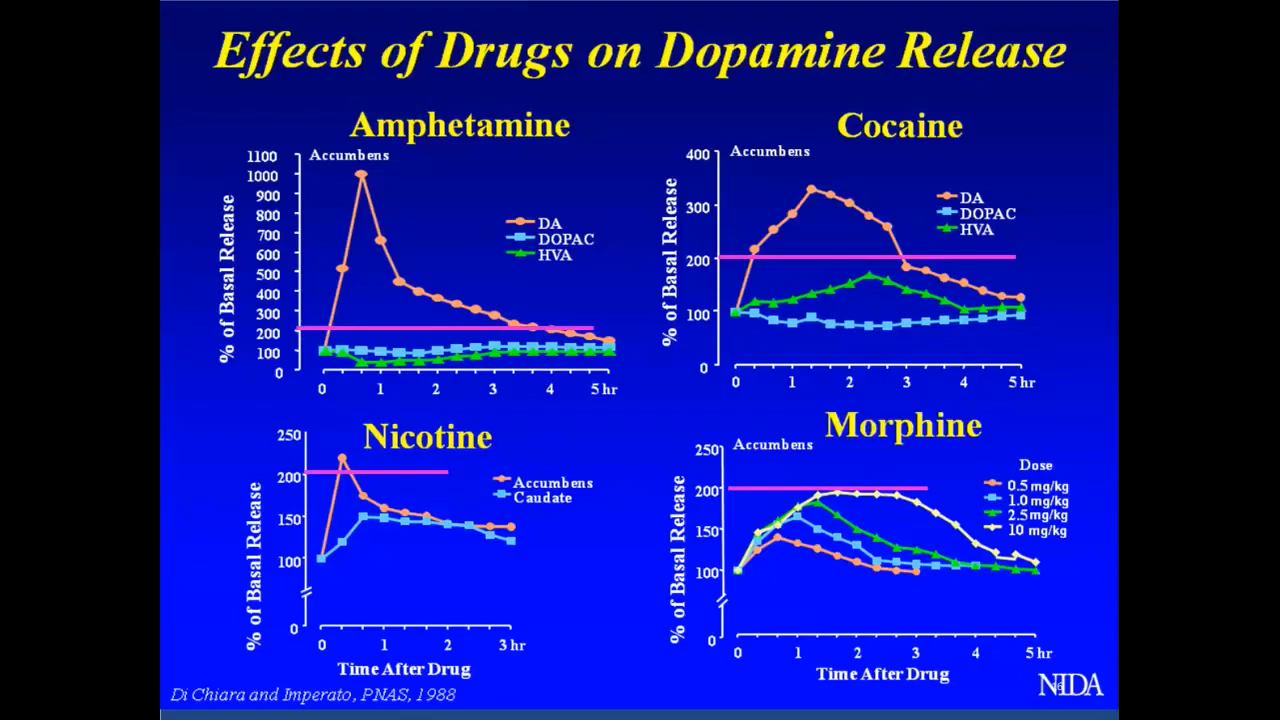 Effects of Drugs on Dopamine Release
Amphetamine
Accumbens
% of Basal Release
1100
1000
900
800
700
600
500
400
300
200
100
0
0 1 2 3 4 5 hr
DA
DOPAC
HVA
Cocaine
Accumbens
% of Basal Release
400
300
200
100
0
0 1 2 3 4 5 hr
DA
DOPAC
HVA
Nicotine
% of Basal Release
250
200
150
100
0
0 1 2 3 hr
Time After Drug
Accumbens
Caudate
Morphine
Accumbens
% of Basal Release
250
200
150
100
0
0 1 2 3 4 5 hr
Time After Drug
Dose
0.5 mg/kg
1.0 mg/kg
2.5 mg/kg
10 mg/kg
Di Chiara and Imperato, PNAS, 1988
NIDA